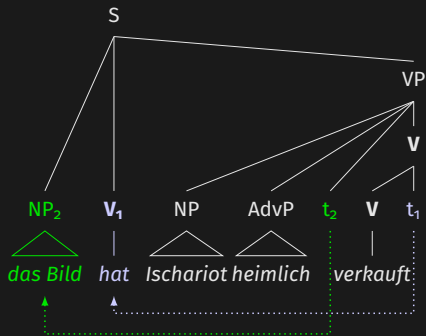 S
VP
V
NP₂ V₁ NP AdvP t₂ V t₁
das Bild hat Ischariot heimlich verkauft